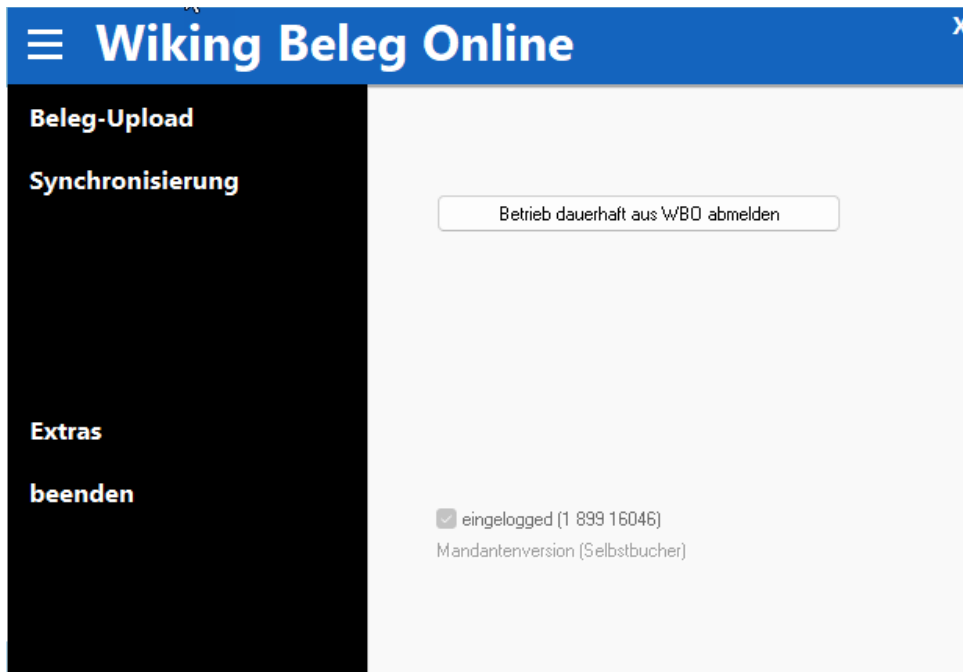 Wiking Beleg Online
X
Beleg-Upload
Synchronisierung
Betrieb dauerhaft aus WBO abmelden
Extras
beenden
eingelogged (1 899 16046)
Mandantenversion (Selbstbucher)